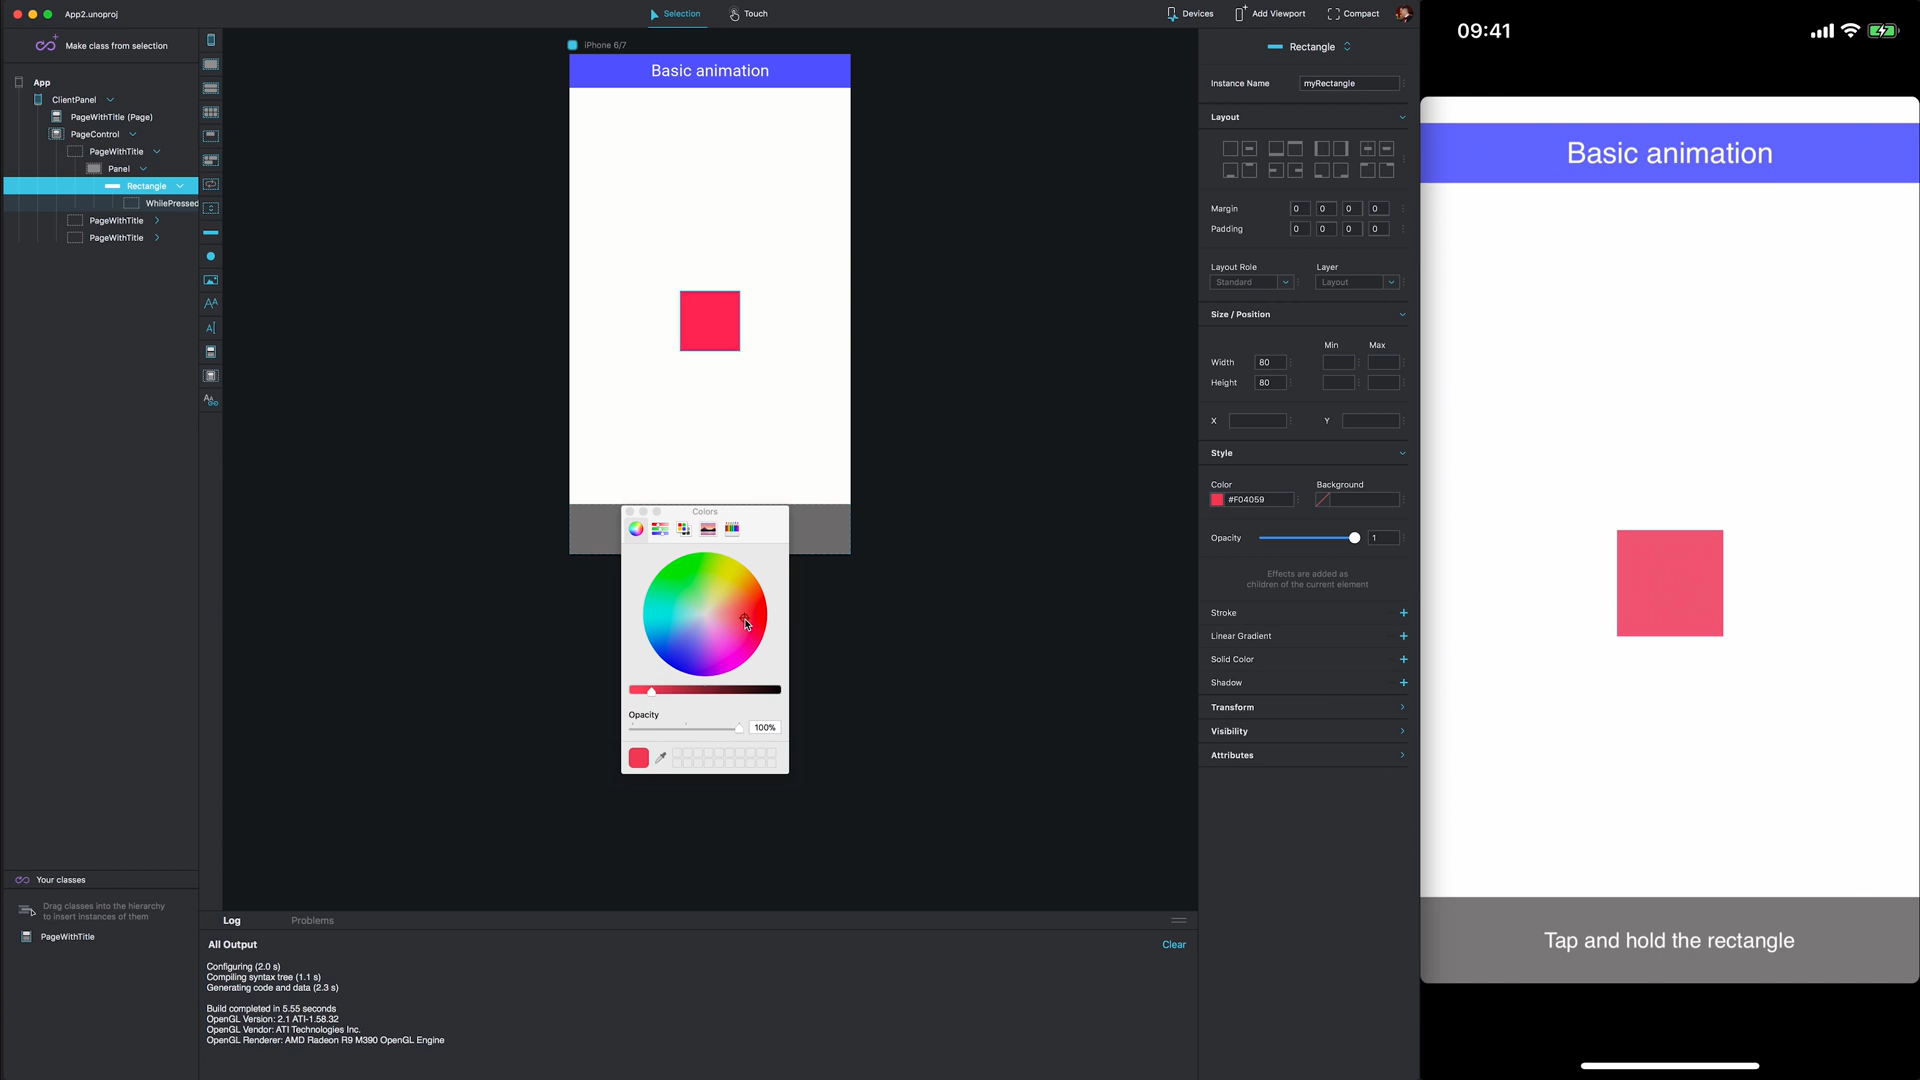 App2.unoproj
Selection
Touch
Devices
Add Viewport
Compact
Make class from selection
App
ClientPanel
PageWithTitle (Page)
PageControl
PageWithTitle
Panel
Rectangle
WhilePressed
PageWithTitle
PageWithTitle
Your classes
Drag classes into the hierarchy
to insert instances of them
PageWithTitle
iPhone 6/7
Basic animation
Colors
Opacity
100%
Log
Problems
All Output
Clear
Configuring (2.0 s)
Compiling syntax tree (1.1 s)
Generating code and data (2.3 s)
Build completed in 5.55 seconds
OpenGL Version: 2.1 ATI-1.58.32
OpenGL Vendor: ATI Technologies Inc.
OpenGL Renderer: AMD Radeon R9 M390 OpenGL Engine
Rectangle
Instance Name
myRectangle
Layout
Margin 0 0 0 0
Padding 0 0 0 0
Layout Role
Layer
Standard
Layout
Size / Position
Min Max
Width 80
Height 80
X Y
Style
Color
Background
#F04059
Opacity 1
Effects are added as
children of the current element
Stroke
Linear Gradient
Solid Color
Shadow
Transform
Visibility
Attributes
09:41
Basic animation
Tap and hold the rectangle